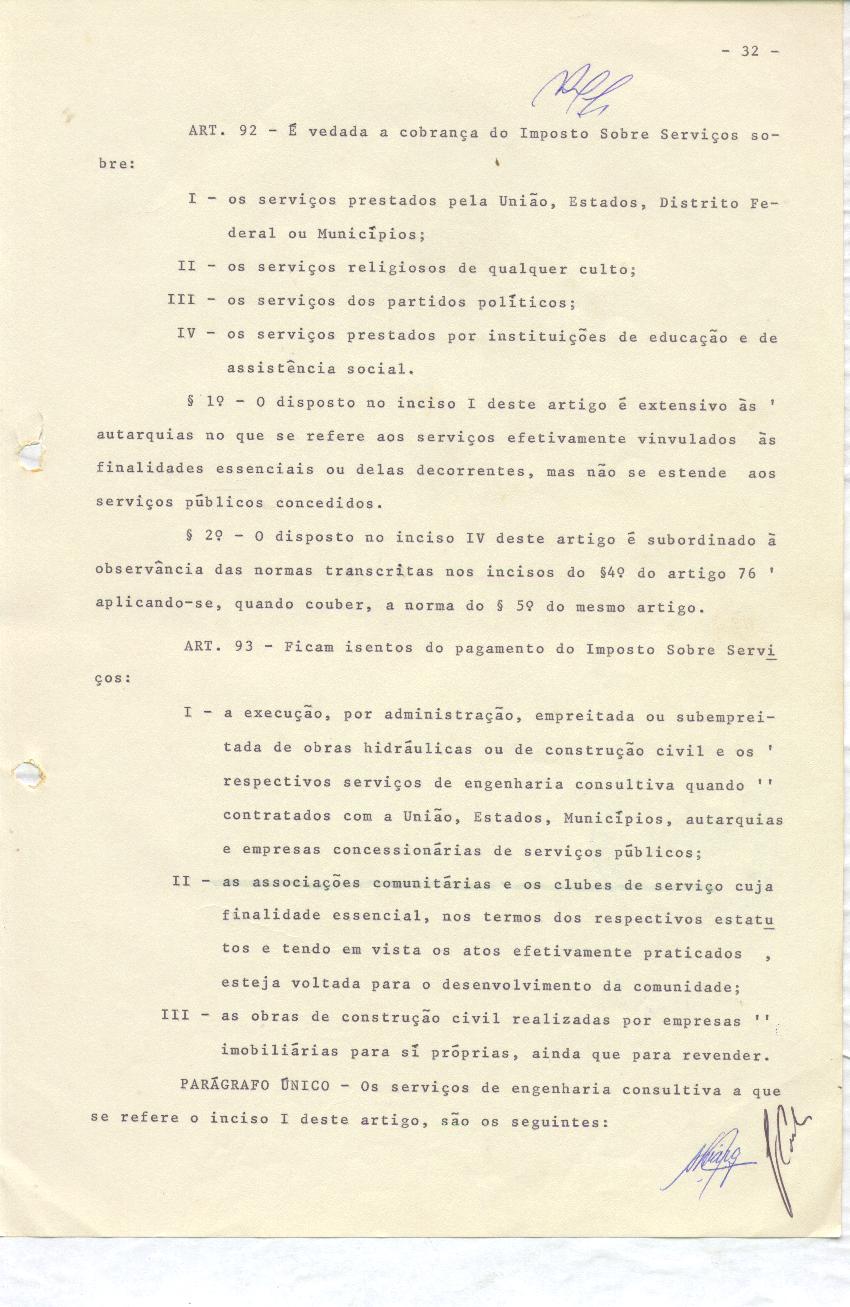 - 32 -
ART. 92 - É vedada a cobrança do Imposto Sobre Serviços so-
bre:
I - os serviços prestados pela União, Estados, Distrito Fe-
deral ou Municípios;
II - os serviços religiosos de qualquer culto;
III - os serviços dos partidos políticos;
IV - os serviços prestados por instituições de educação e de
assistência social.
§ 1º - O disposto no inciso I deste artigo é extensivo às '
autarquias no que se refere aos serviços efetivamente vinvulados às
finalidades essenciais ou delas decorrentes, mas não se estende aos
serviços públicos concedidos.
§ 2º - O disposto no inciso IV deste artigo é subordinado à
observância das normas transcritas nos incisos do §4º do artigo 76 '
aplicando-se, quando couber, a norma do § 5º do mesmo artigo.
ART. 93 - Ficam isentos do pagamento do Imposto Sobre Servi
ços:
I - a execução, por administração, empreitada ou subemprei-
tada de obras hidráulicas ou de construção civil e os '
respectivos serviços de engenharia consultiva quando ''
contratados com a União, Estados, Municípios, autarquias
e empresas concessionárias de serviços públicos;
II - as associações comunitárias e os clubes de serviço cuja
finalidade essencial, nos termos dos respectivos estatu
tos e tendo em vista os atos efetivamente praticados ,
esteja voltada para o desenvolvimento da comunidade;
III - as obras de construção civil realizadas por empresas ''
imobiliárias para sí próprias, ainda que para revender.
PARÁGRAFO ÚNICO - Os serviços de engenharia consultiva a que
se refere o inciso I deste artigo, são os seguintes: